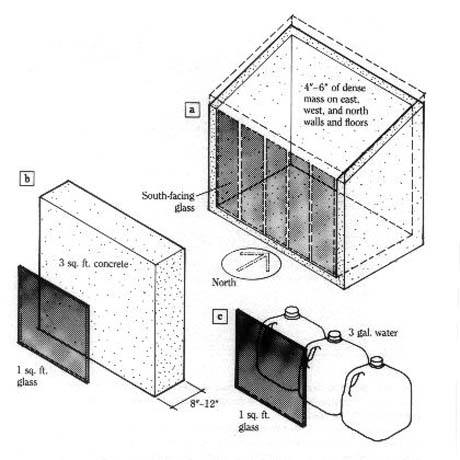 a
4"–6" of dense
mass on east,
west, and north
walls and floors
South-facing
glass
North
b
3 sq. ft. concrete
1 sq. ft.
glass
8"–12"
c
3 gal. water
1 sq. ft.
glass